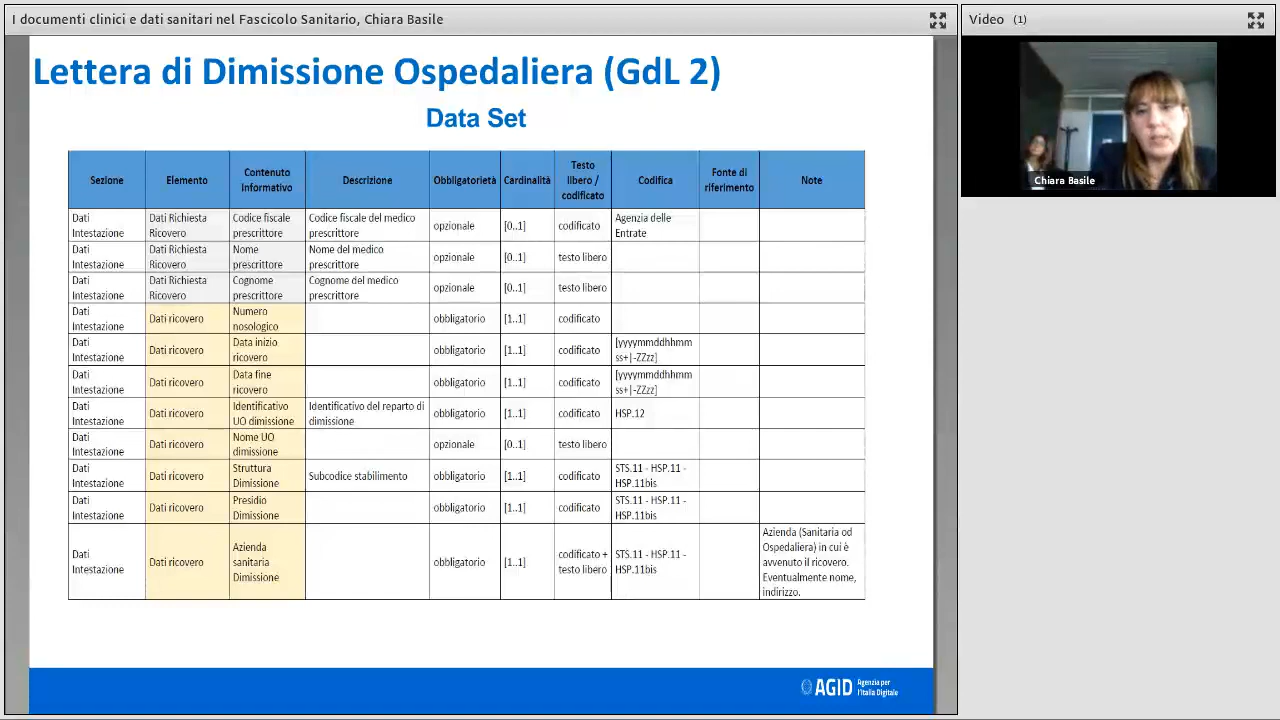 I documenti clinici e dati sanitari nel Fascicolo Sanitario, Chiara Basile
Video (1)
Chiara Basile
Lettera di Dimissione Ospedaliera (GdL 2)
Data Set
Sezione Elemento Contenuto informativo Descrizione Obbligatorietà Cardinalità Testo libero / codificato Codifica Fonte di riferimento Note
Dati Intestazione Dati Richiesta Ricovero Codice fiscale prescrittore Codice fiscale del medico prescrittore opzionale [0..1] codificato Agenzia delle Entrate
Dati Intestazione Dati Richiesta Ricovero Nome prescrittore Nome del medico prescrittore opzionale [0..1] testo libero
Dati Intestazione Dati Richiesta Ricovero Cognome prescrittore Cognome del medico prescrittore opzionale [0..1] testo libero
Dati Intestazione Dati ricovero Numero nosologico obbligatorio [1..1] codificato
Dati Intestazione Dati ricovero Data inizio ricovero obbligatorio [1..1] codificato [yyyymmddhhmm ss+|-ZZzz]
Dati Intestazione Dati ricovero Data fine ricovero obbligatorio [1..1] codificato [yyyymmddhhmm ss+|-ZZzz]
Dati Intestazione Dati ricovero Identificativo UO dimissione Identificativo del reparto di dimissione obbligatorio [1..1] codificato HSP.12
Dati Intestazione Dati ricovero Nome UO dimissione opzionale [0..1] testo libero
Dati Intestazione Dati ricovero Struttura Dimissione Subcodice stabilimento obbligatorio [1..1] codificato STS.11 - HSP.11 - HSP.11bis
Dati Intestazione Dati ricovero Presidio Dimissione obbligatorio [1..1] codificato STS.11 - HSP.11 - HSP.11bis
Dati Intestazione Dati ricovero Azienda sanitaria Dimissione obbligatorio [1..1] codificato + testo libero STS.11 - HSP.11 - HSP.11bis Azienda (Sanitaria od Ospedaliera) in cui è avvenuto il ricovero. Eventualmente nome, indirizzo.
AGID Agenzia per l'Italia Digitale